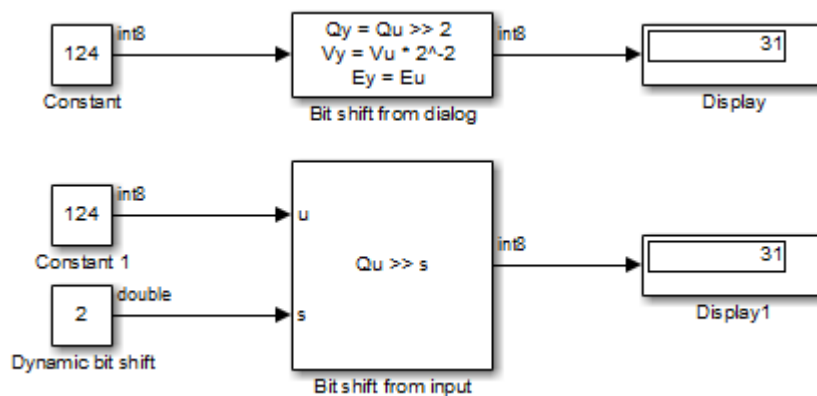 int8
124
Constant
Qy = Qu >> 2
Vy = Vu * 2^-2
Ey = Eu
Bit shift from dialog
int8
31
Display
int8
124
Constant 1
double
2
Dynamic bit shift
u
s
Qu >> s
Bit shift from input
int8
31
Display1